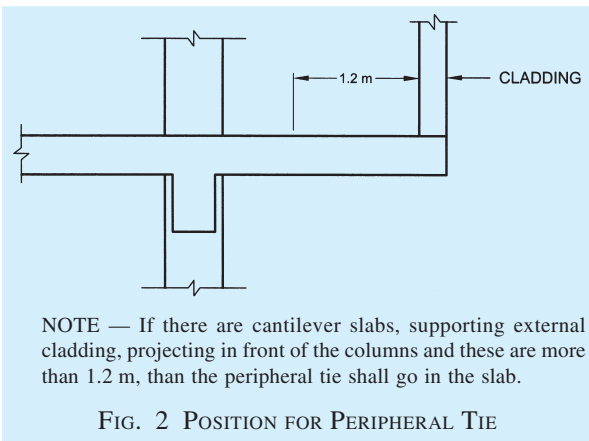 1.2 m
CLADDING
NOTE — If there are cantilever slabs, supporting external
cladding, projecting in front of the columns and these are more
than 1.2 m, than the peripheral tie shall go in the slab.
FIG. 2 POSITION FOR PERIPHERAL TIE